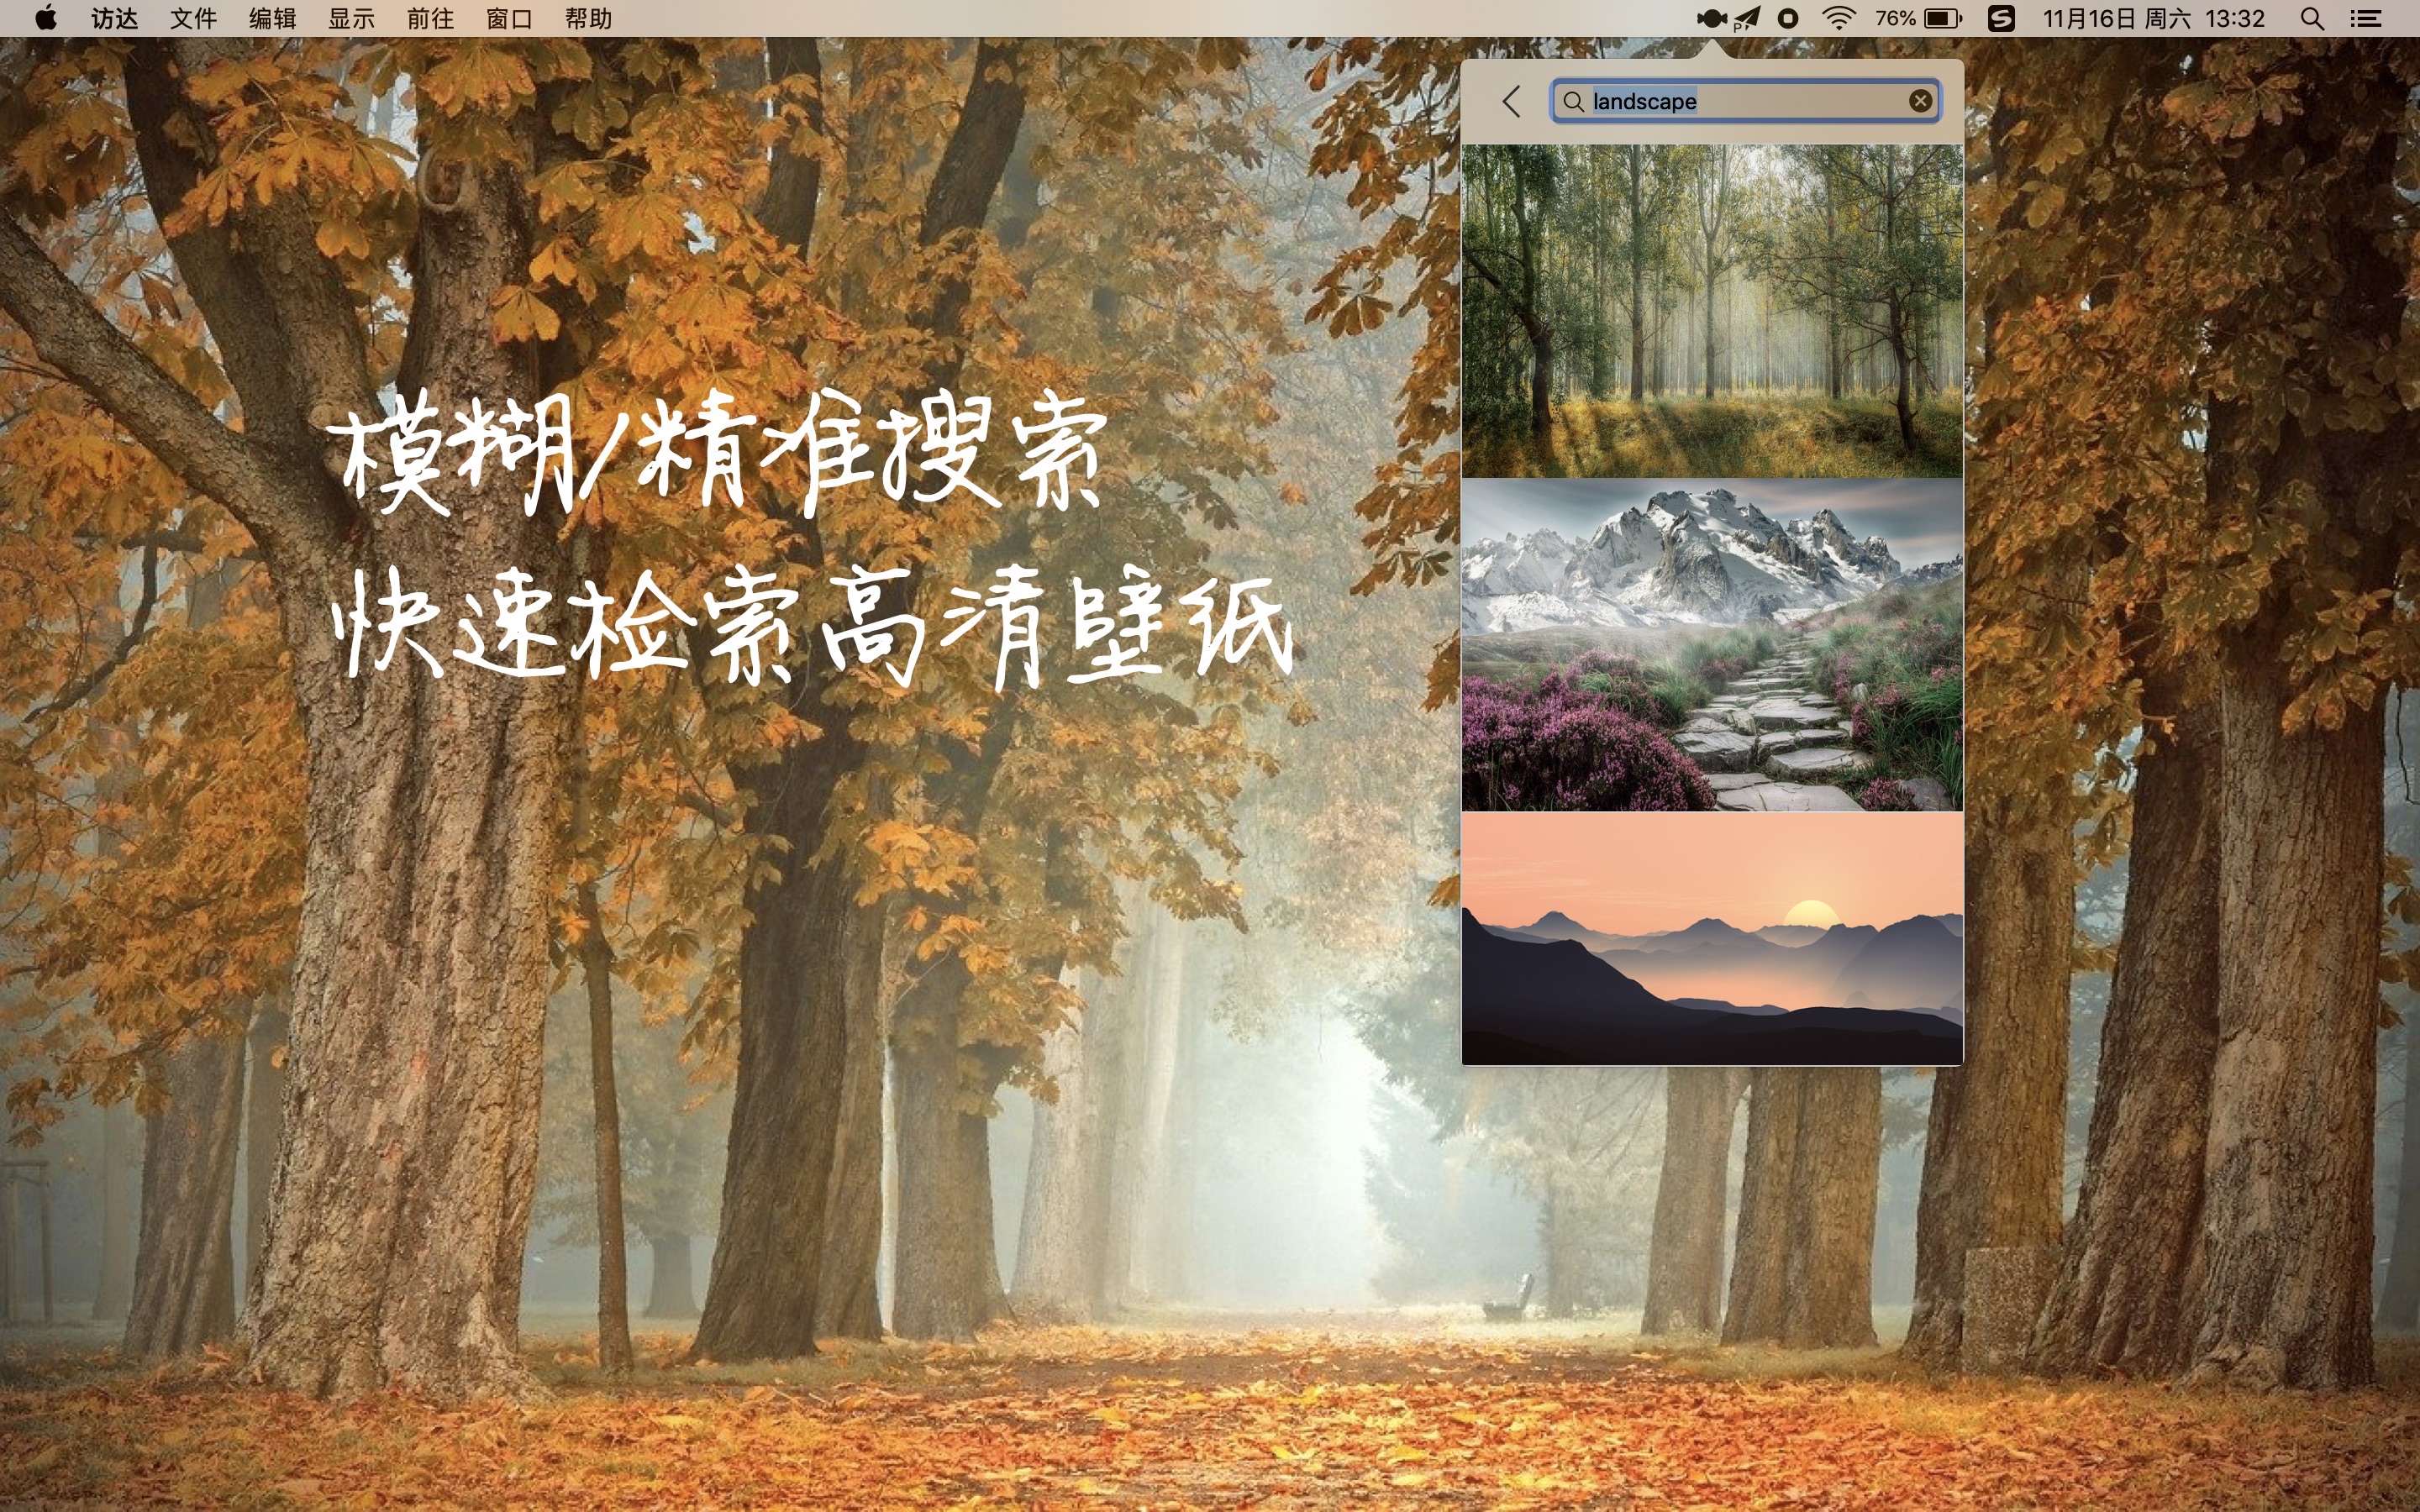 访达 文件 编辑 显示 前往 窗口 帮助 76% 11月16日 周六 13:32
landscape
模糊/精准搜索
快速检索高清壁纸